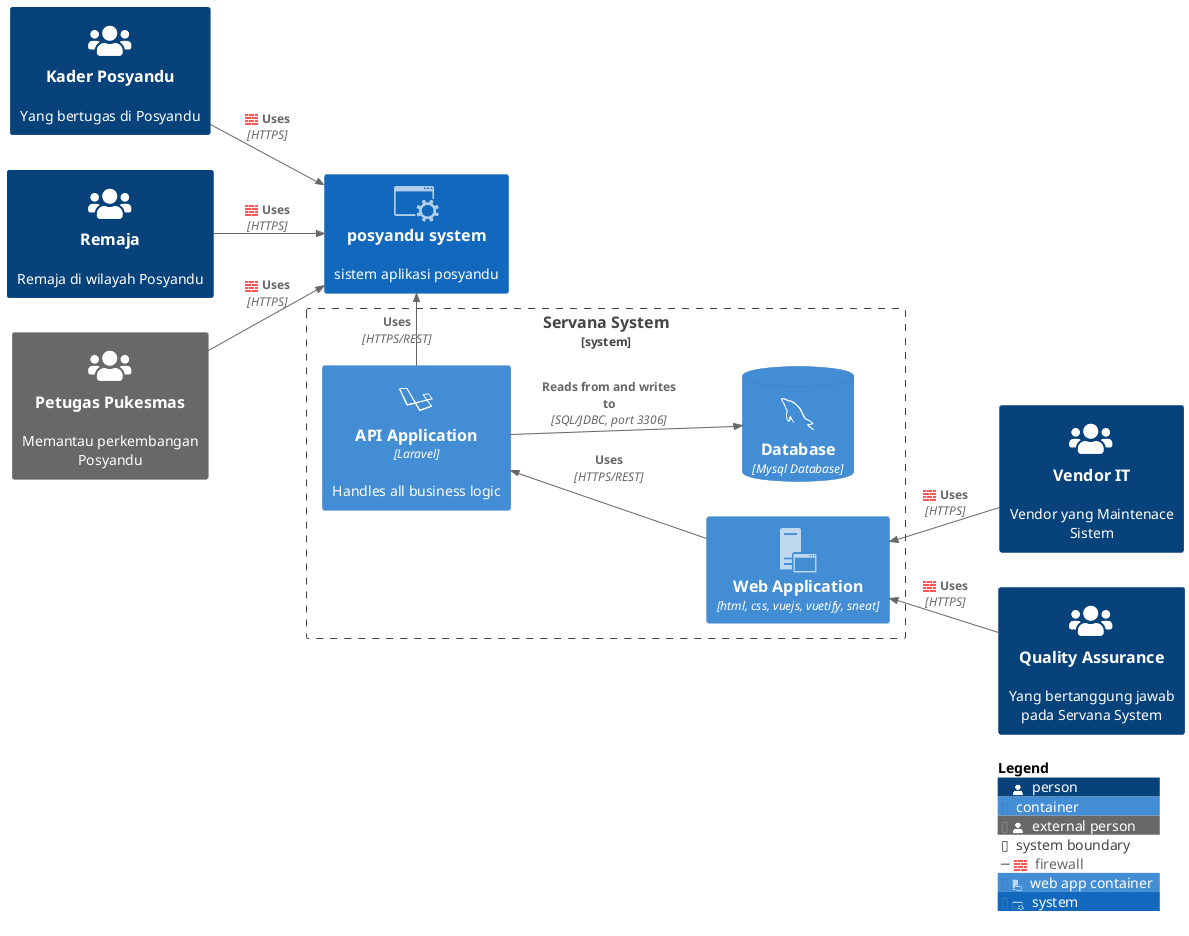 Kader Posyandu
Yang bertugas di Posyandu
Uses
[HTTPS]
Remaja
Remaja di wilayah Posyandu
Uses
[HTTPS]
Petugas Pukesmas
Memantau perkembangan
Posyandu
Uses
[HTTPS]
posyandu system
sistem aplikasi posyandu
Servana System
[system]
Uses
[HTTPS/REST]
API Application
[Laravel]
Handles all business logic
Reads from and writes
to
[SQL/JDBC, port 3306]
Database
[Mysql Database]
Uses
[HTTPS/REST]
Web Application
[html, css, vuejs, vuetify, sneat]
Uses
[HTTPS]
Vendor IT
Vendor yang Maintenace
Sistem
Uses
[HTTPS]
Quality Assurance
Yang bertanggung jawab
pada Servana System
Legend
person
container
external person
system boundary
firewall
web app container
system